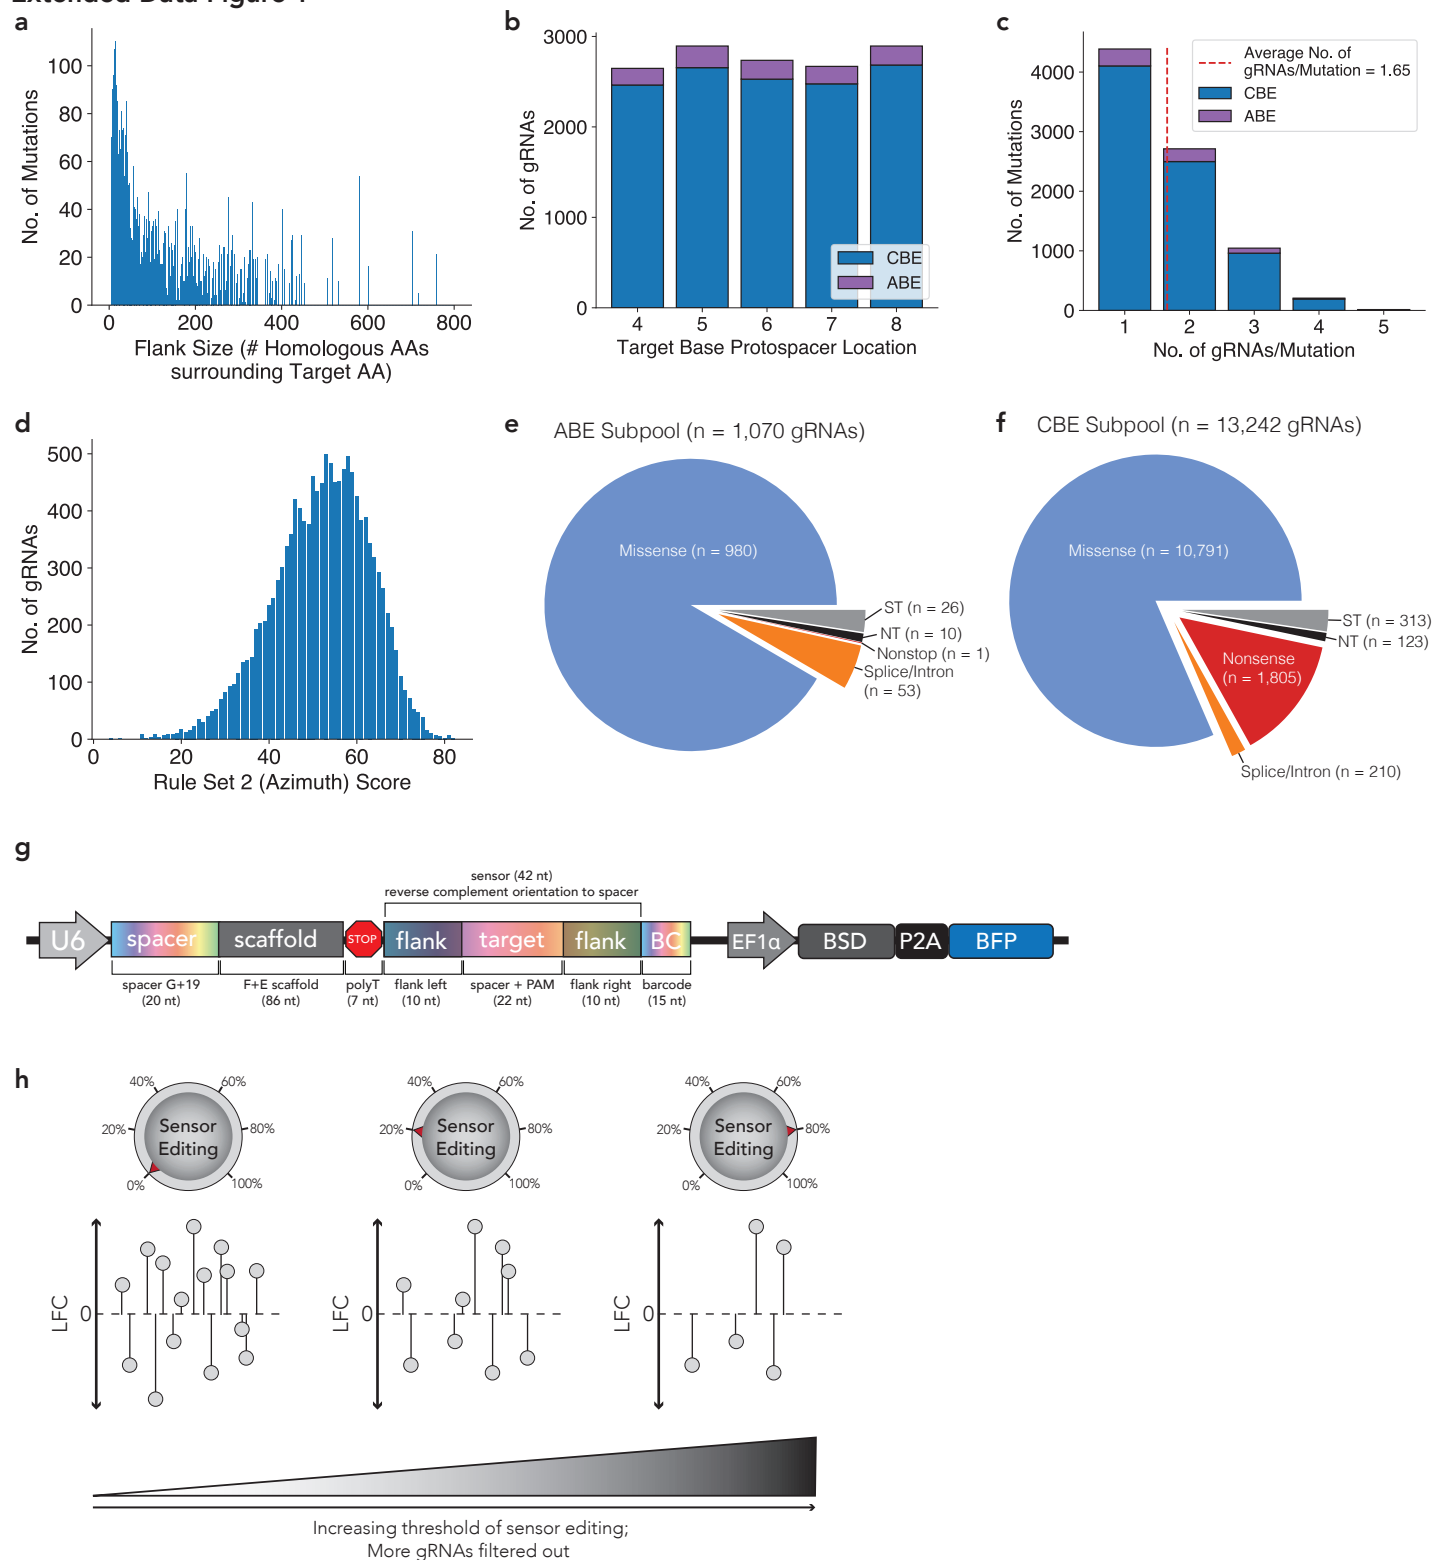 a
No. of Mutations
100
80
60
40
20
0
0 200 400 600 800
Flank Size (# Homologous AAs
surrounding Target AA)
b
No. of gRNAs
3000
2000
1000
0
CBE
ABE
4 5 6 7 8
Target Base Protospacer Location
c
No. of Mutations
4000
3000
2000
1000
0
Average No. of
gRNAs/Mutation = 1.65
CBE
ABE
1 2 3 4 5
No. of gRNAs/Mutation
d
No. of gRNAs
500
400
300
200
100
0
0 20 40 60 80
Rule Set 2 (Azimuth) Score
e
ABE Subpool (n = 1,070 gRNAs)
Missense (n = 980)
ST (n = 26)
NT (n = 10)
Nonstop (n = 1)
Splice/Intron
(n = 53)
f
CBE Subpool (n = 13,242 gRNAs)
Missense (n = 10,791)
ST (n = 313)
NT (n = 123)
Nonsense
(n = 1,805)
Splice/Intron (n = 210)
g
sensor (42 nt)
reverse complement orientation to spacer
U6 spacer scaffold STOP flank target flank BC EF1α BSD P2A BFP
spacer G+19 F+E scaffold polyT flank left spacer + PAM flank right barcode
(20 nt) (86 nt) (7 nt) (10 nt) (22 nt) (10 nt) (15 nt)
h
40% 60%
20% Sensor 80%
Editing
0% 100%
40% 60%
20% Sensor 80%
Editing
0% 100%
40% 60%
20% Sensor 80%
Editing
0% 100%
LFC 0
LFC 0
LFC 0
Increasing threshold of sensor editing;
More gRNAs filtered out